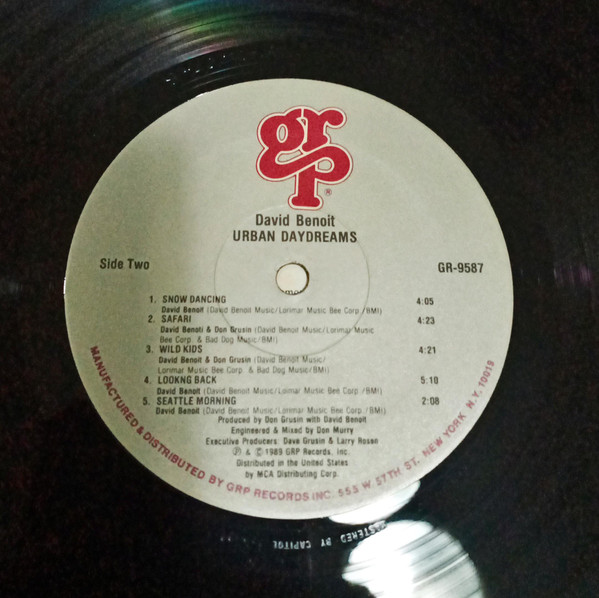 grp®
David Benoit
URBAN DAYDREAMS
Side Two
GR-9587
1. SNOW DANCING 4:05
David Benoit (David Benoit Music/Lorimar Music Bee Corp./BMI)
2. SAFARI 4:23
David Benoit & Don Grusin (David Benoit Music/Lorimar Music
Bee Corp. & Bad Dog Music/BMI)
3. WILD KIDS 4:21
David Benoit & Don Grusin (David Benoit Music/
Lorimar Music Bee Corp. & Bad Dog Music/BMI)
4. LOOKNG BACK 5:10
David Benoit (David Benoit Music/Lorimar Music Bee Corp./BMI)
5. SEATTLE MORNING 2:08
David Benoit (David Benoit Music/Lorimar Music Bee Corp./BMI)
Produced by Don Grusin with David Benoit
Engineered & Mixed by Don Murry
Executive Producers: Dave Grusin & Larry Rosen
℗ & © 1989 GRP Records, Inc.
Distributed in the United States
by MCA Distributing Corp.
MANUFACTURED & DISTRIBUTED BY GRP RECORDS INC. 555 W. 57TH ST. NEW YORK N.Y. 10019
MASTERED BY CAPITOL